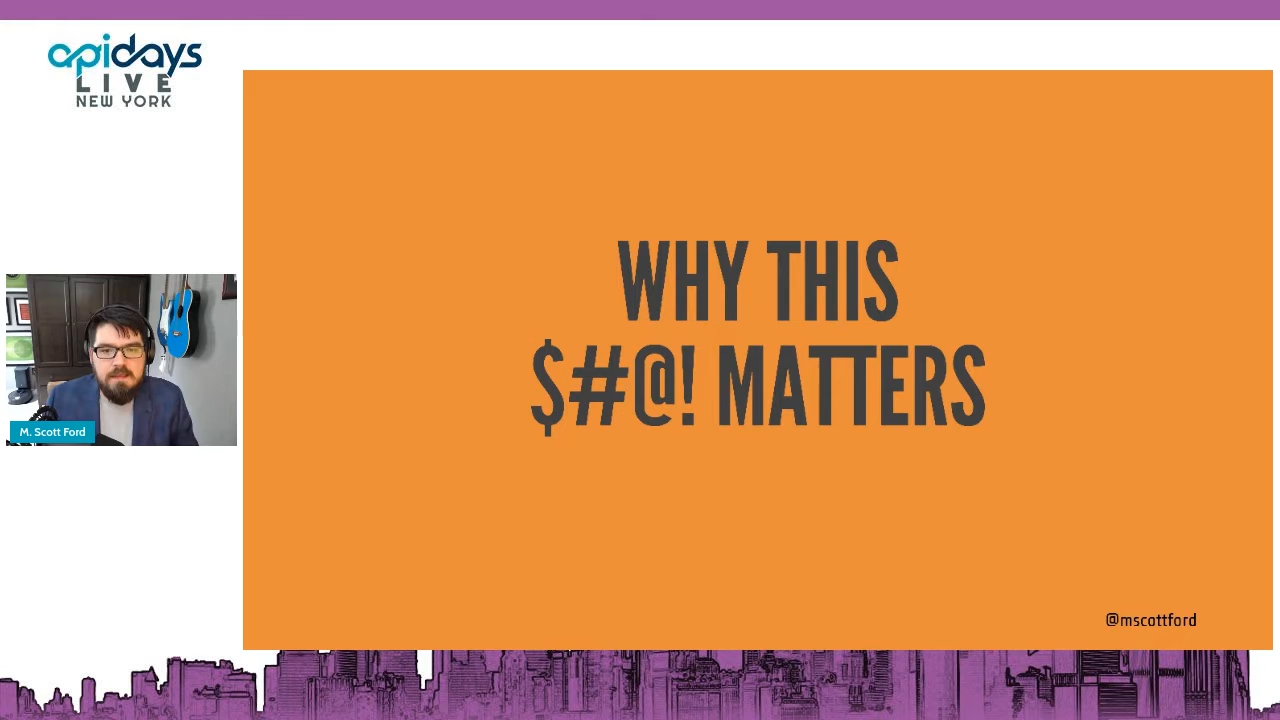 apidays
LIVE
NEW YORK
WHY THIS
$#@! MATTERS
M. Scott Ford
@mscottford